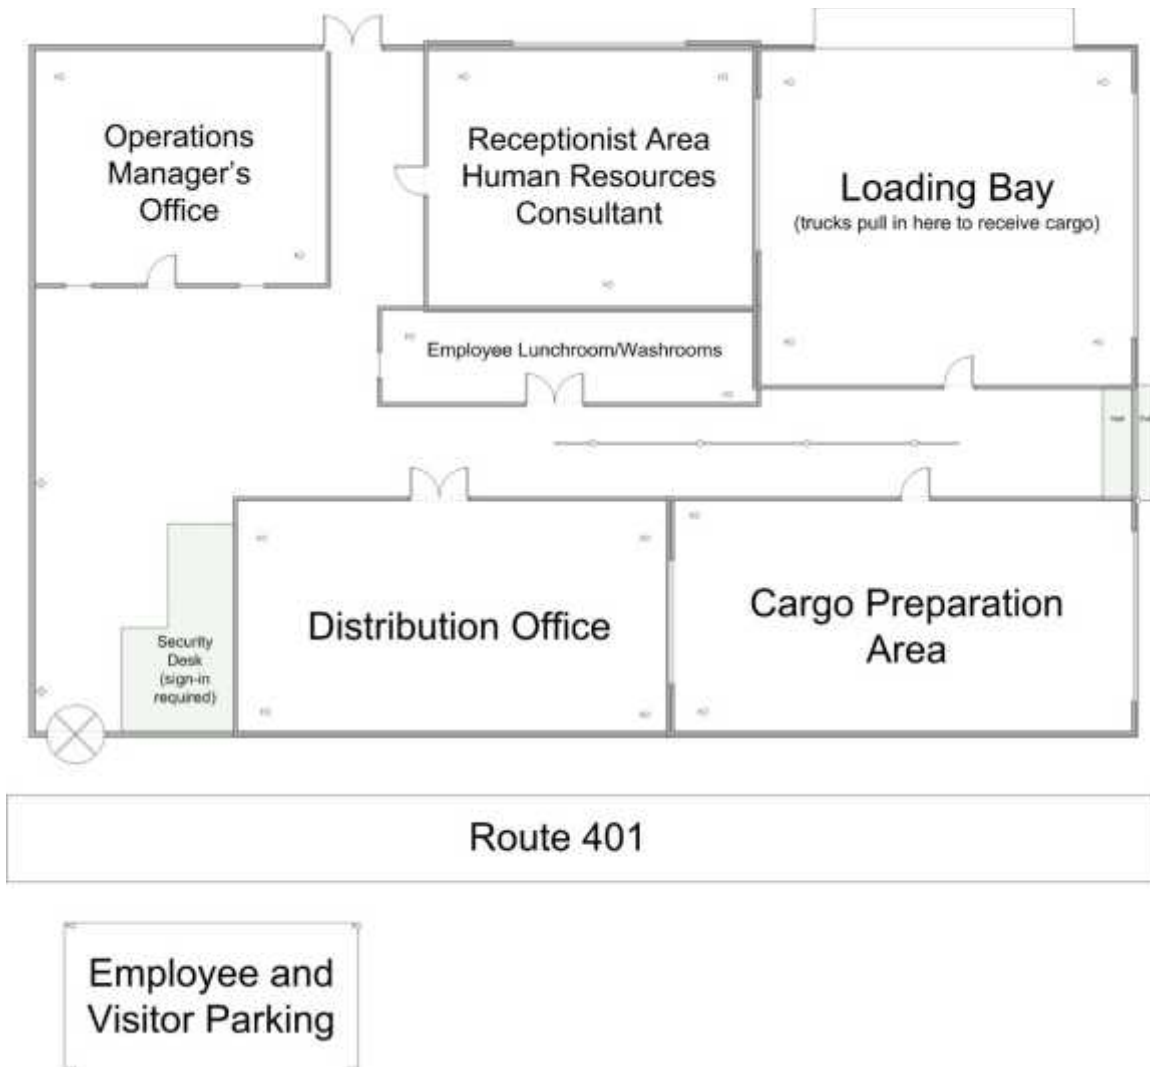 Operations
Manager's
Office
Receptionist Area
Human Resources
Consultant
Loading Bay
(trucks pull in here to receive cargo)
Employee Lunchroom/Washrooms
Security
Desk
(sign-in
required)
Distribution Office
Cargo Preparation
Area
Route 401
Employee and
Visitor Parking